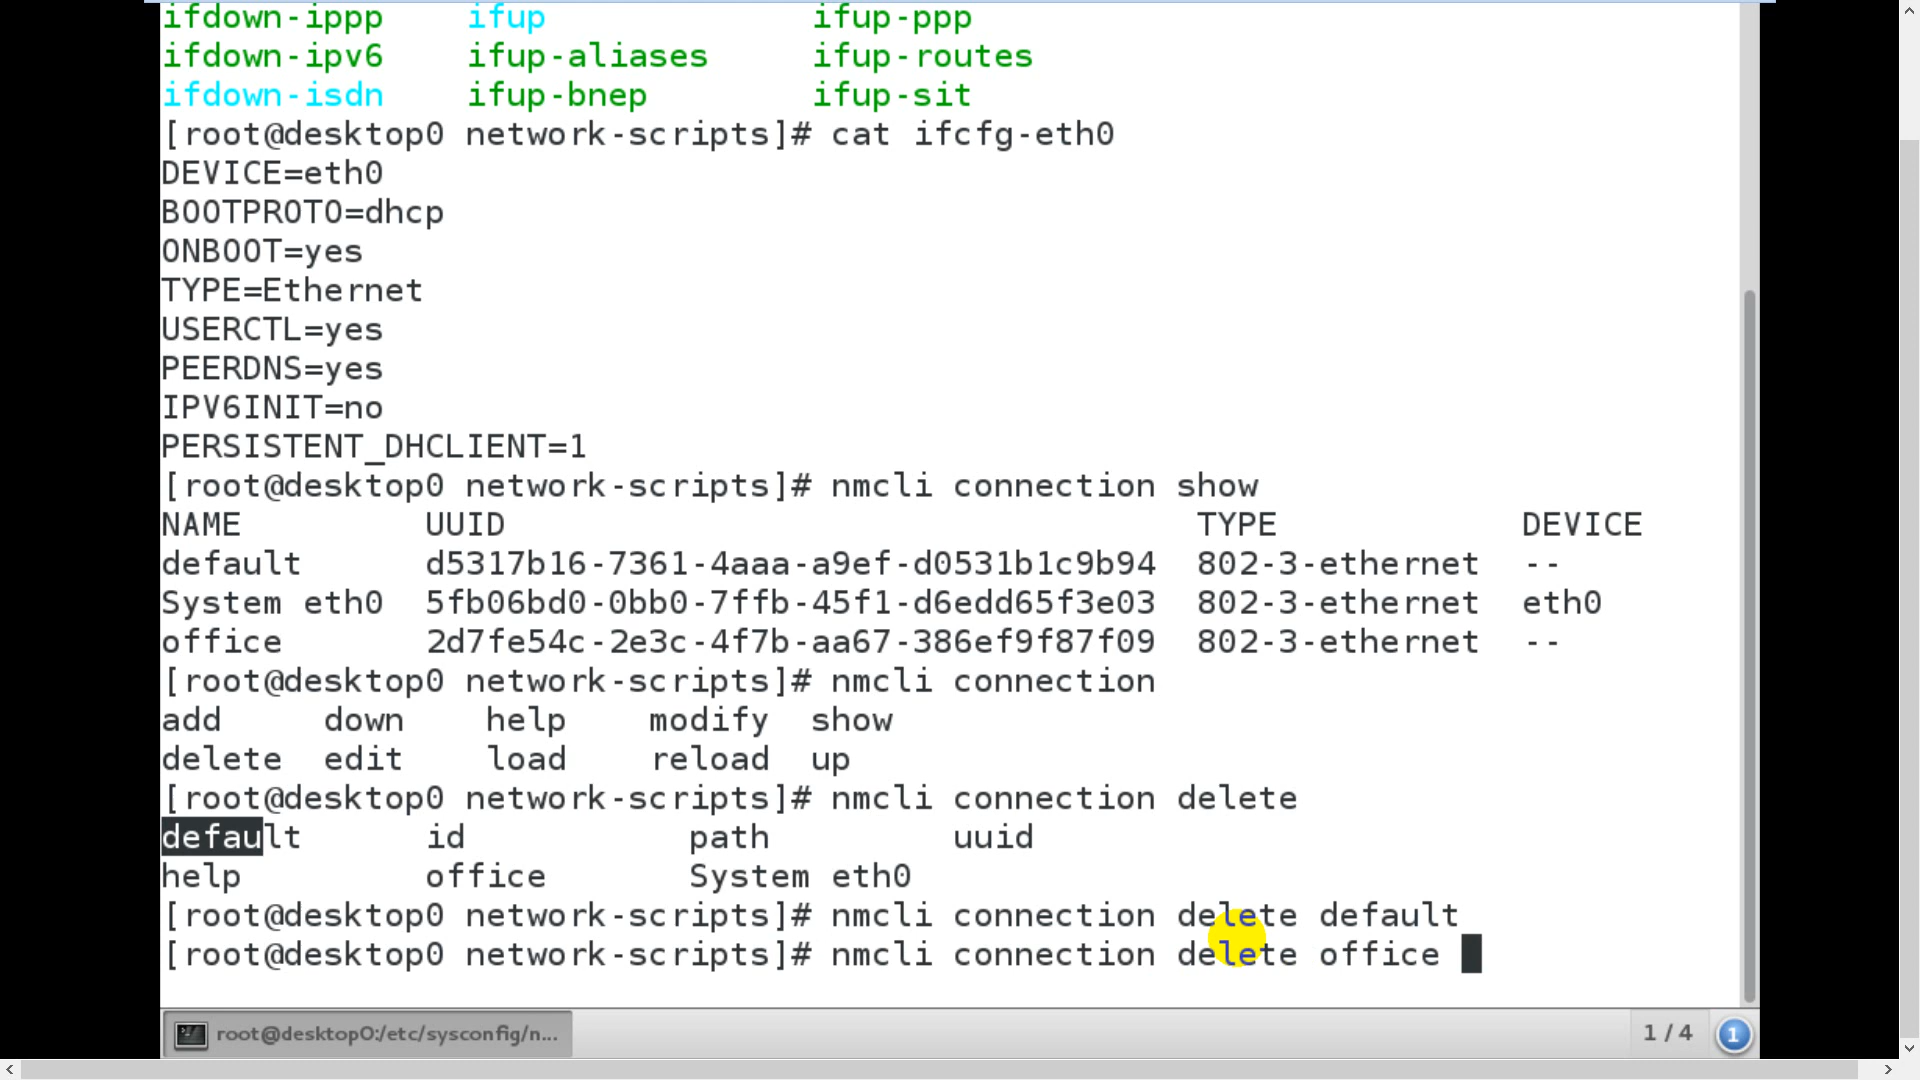 ifdown-ippp ifup ifup-ppp
ifdown-ipv6 ifup-aliases ifup-routes
ifdown-isdn ifup-bnep ifup-sit
[root@desktop0 network-scripts]# cat ifcfg-eth0
DEVICE=eth0
BOOTPROTO=dhcp
ONBOOT=yes
TYPE=Ethernet
USERCTL=yes
PEERDNS=yes
IPV6INIT=no
PERSISTENT_DHCLIENT=1
[root@desktop0 network-scripts]# nmcli connection show
NAME UUID TYPE DEVICE
default d5317b16-7361-4aaa-a9ef-d0531b1c9b94 802-3-ethernet --
System eth0 5fb06bd0-0bb0-7ffb-45f1-d6edd65f3e03 802-3-ethernet eth0
office 2d7fe54c-2e3c-4f7b-aa67-386ef9f87f09 802-3-ethernet --
[root@desktop0 network-scripts]# nmcli connection
add down help modify show
delete edit load reload up
[root@desktop0 network-scripts]# nmcli connection delete
default id path uuid
help office System eth0
[root@desktop0 network-scripts]# nmcli connection delete default
[root@desktop0 network-scripts]# nmcli connection delete office
root@desktop0:/etc/sysconfig/n... 1 / 4 1